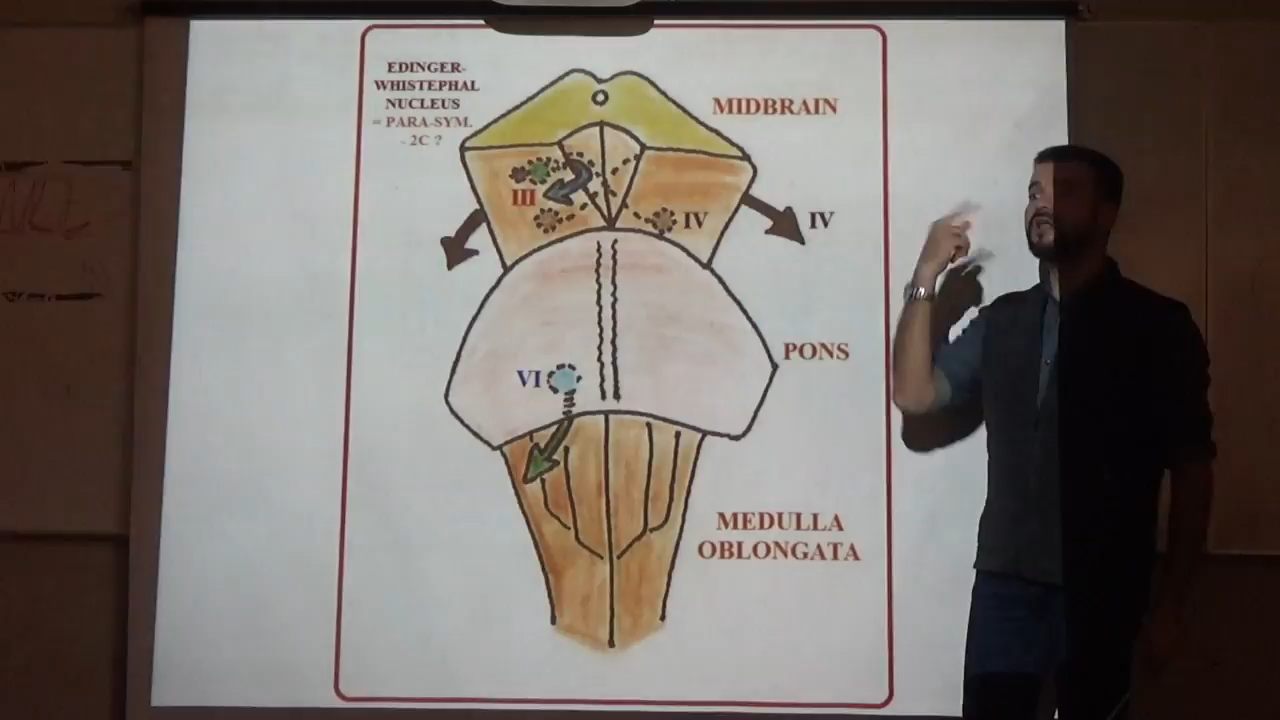 EDINGER-
WHISTEPHAL
NUCLEUS
= PARA-SYM.
- 2C ?
MIDBRAIN
III
IV
IV
PONS
VI
MEDULLA
OBLONGATA